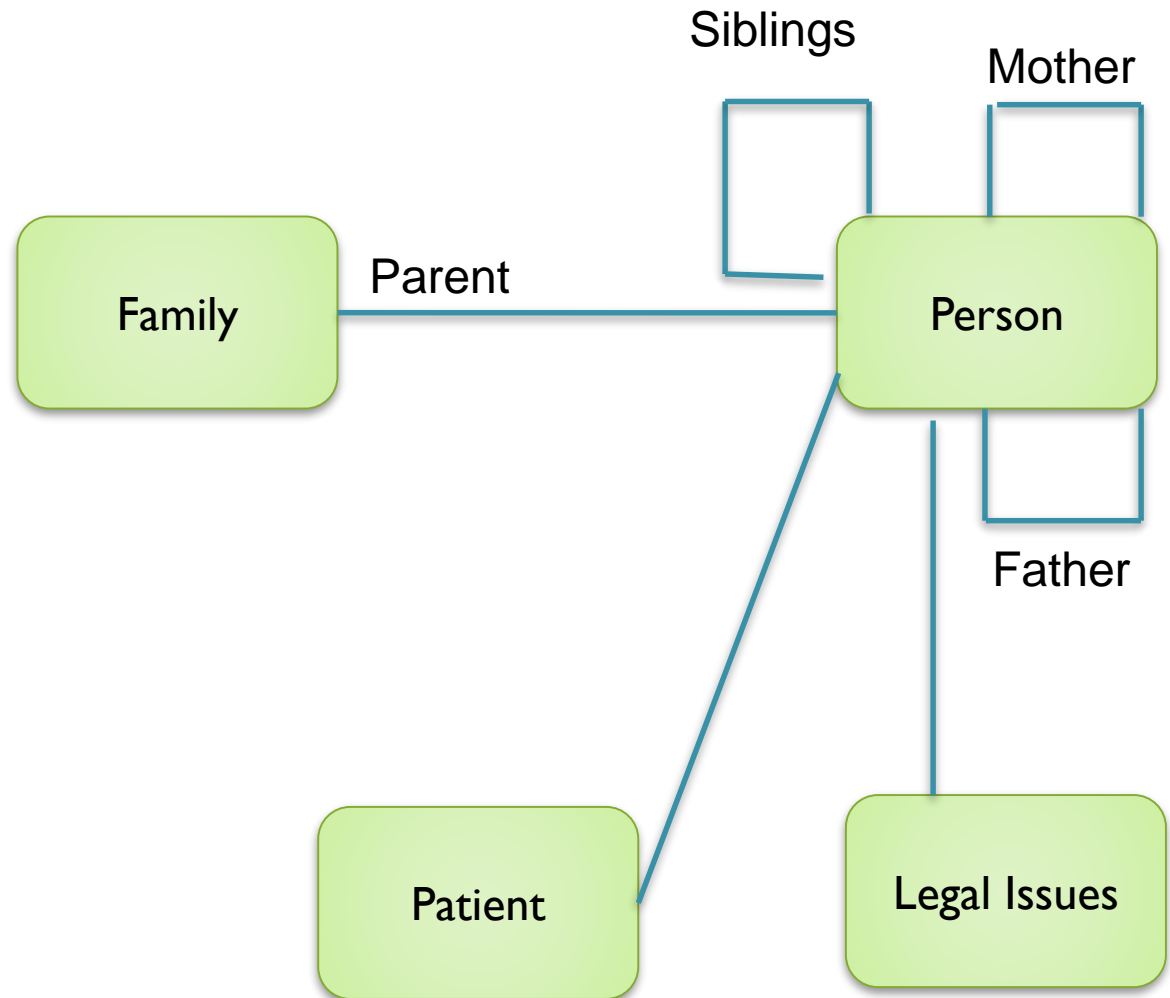 Siblings
Mother
Parent
Family
Person
Father
Patient
Legal Issues